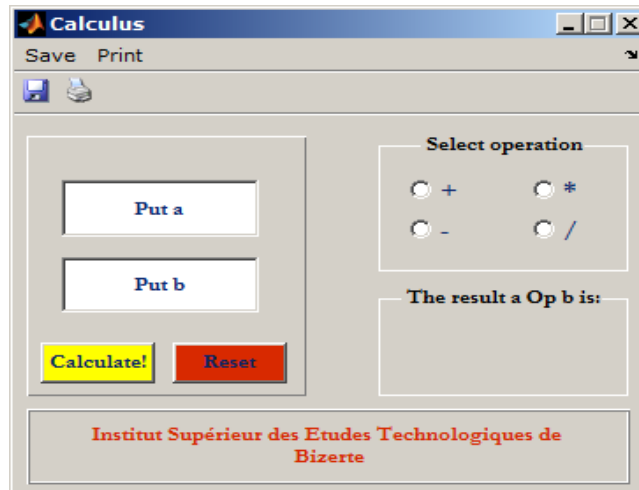 Calculus
Save Print
Select operation
Put a
+ *
- /
Put b
The result a Op b is:
Calculate! Reset
Institut Supérieur des Etudes Technologiques de
Bizerte